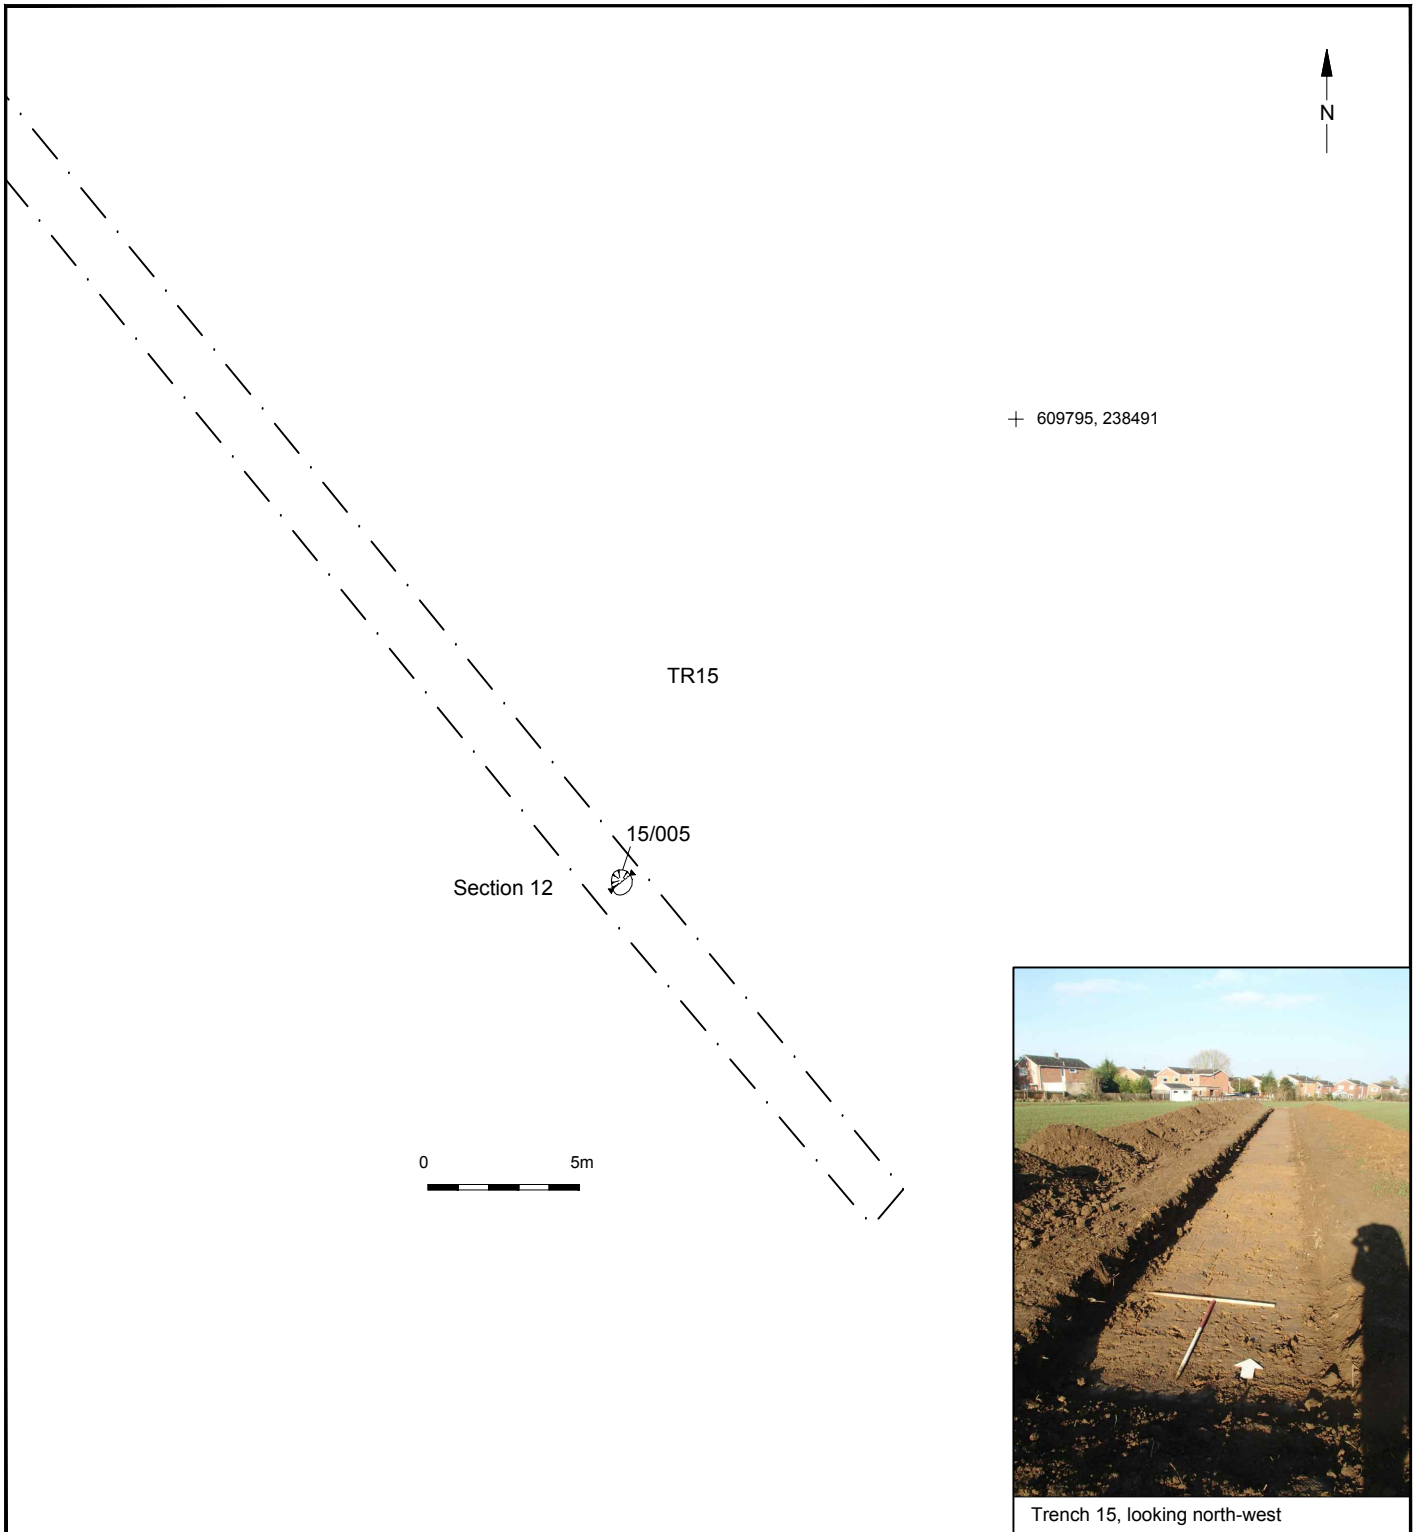 N
609795, 238491
TR15
15/005
Section 12
0 5m
Trench 15, looking north-west